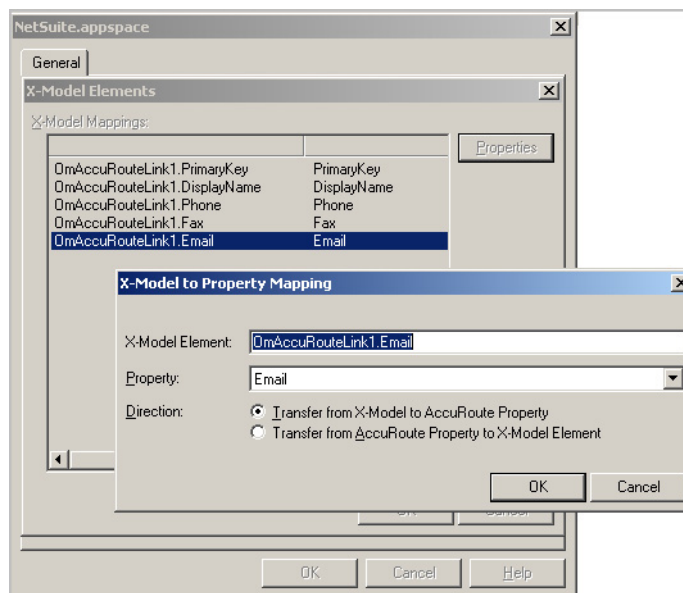 NetSuite.appspace
General
X-Model Elements
X-Model Mappings:
Properties
OmAccuRouteLink1.PrimaryKey PrimaryKey
OmAccuRouteLink1.DisplayName DisplayName
OmAccuRouteLink1.Phone Phone
OmAccuRouteLink1.Fax Fax
OmAccuRouteLink1.Email Email
X-Model to Property Mapping
X-Model Element: OmAccuRouteLink1.Email
Property: Email
Direction: Transfer from X-Model to AccuRoute Property
Transfer from AccuRoute Property to X-Model Element
OK Cancel
OK Cancel Help